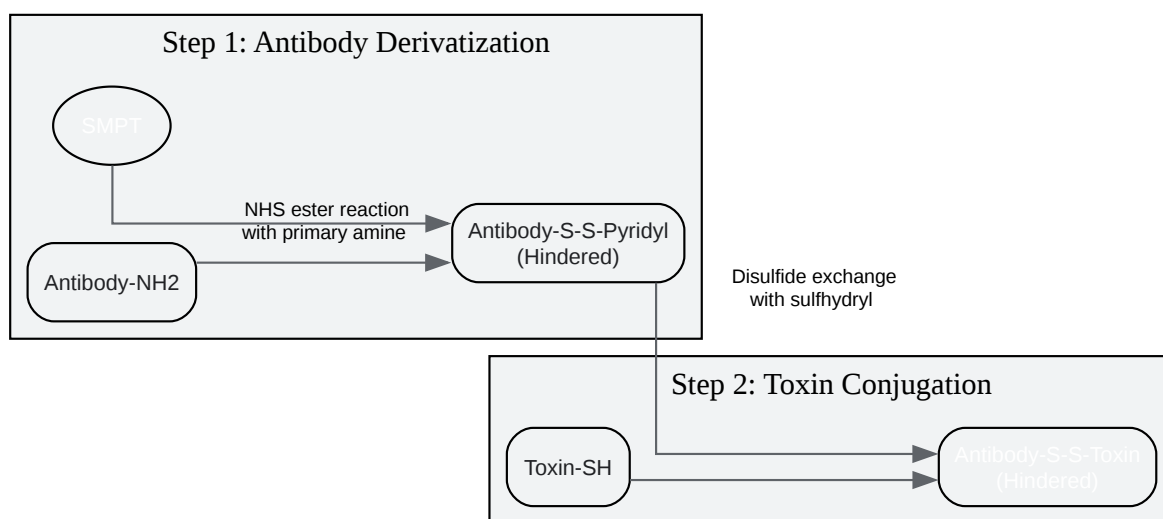 Step 1: Antibody Derivatization
SMPT
NHS ester reaction
with primary amine
Antibody-NH2
Antibody-S-S-Pyridyl
(Hindered)
Disulfide exchange
with sulfhydryl
Step 2: Toxin Conjugation
Toxin-SH
Antibody-S-S-Toxin
(Hindered)